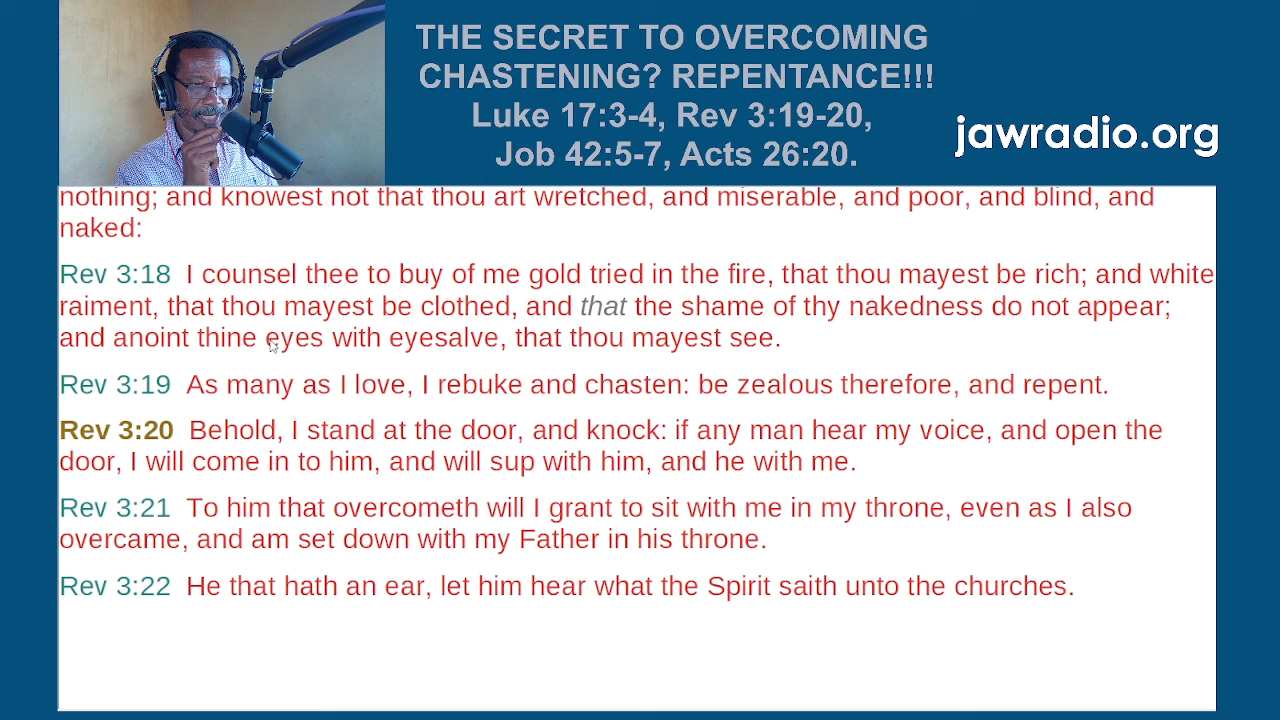 THE SECRET TO OVERCOMING
CHASTENING? REPENTANCE!!!
Luke 17:3-4, Rev 3:19-20,
Job 42:5-7, Acts 26:20.
jawradio.org
nothing; and knowest not that thou art wretched, and miserable, and poor, and blind, and
naked:
Rev 3:18 I counsel thee to buy of me gold tried in the fire, that thou mayest be rich; and white
raiment, that thou mayest be clothed, and that the shame of thy nakedness do not appear;
and anoint thine eyes with eyesalve, that thou mayest see.
Rev 3:19 As many as I love, I rebuke and chasten: be zealous therefore, and repent.
Rev 3:20 Behold, I stand at the door, and knock: if any man hear my voice, and open the
door, I will come in to him, and will sup with him, and he with me.
Rev 3:21 To him that overcometh will I grant to sit with me in my throne, even as I also
overcame, and am set down with my Father in his throne.
Rev 3:22 He that hath an ear, let him hear what the Spirit saith unto the churches.